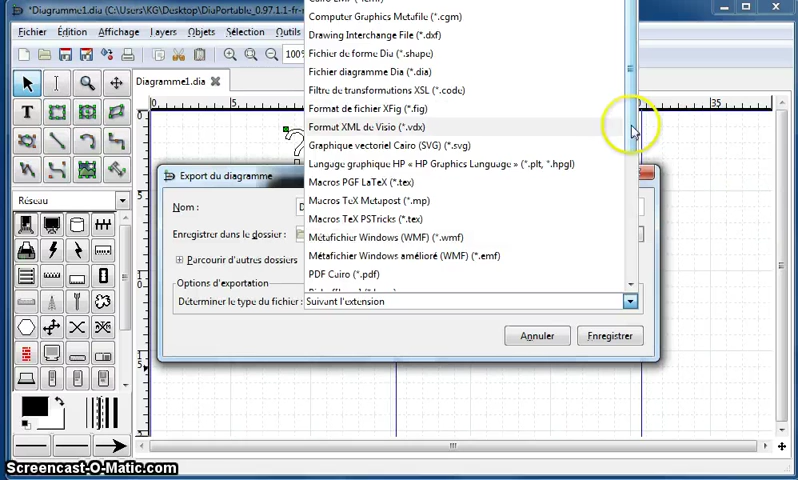 *Diagramme1.dia (C:\Users\KG\Desktop\DiaPortable_0.97.1.1-fr-
Fichier Édition Affichage Objets Sélection Outils
100%
Diagramme1.dia
0 5 35
Réseau
Computer Graphics Metafile (*.cgm)
Drawing Interchange File (*.dxf)
Fichier de forme Dia (*.shape)
Fichier diagramme Dia (*.dia)
Filtre de transformations XSL (*.code)
Format de fichier XFig (*.fig)
Format XML de Visio (*.vdx)
Graphique vectoriel Cairo (SVG) (*.svg)
Langage graphique HP « HP Graphics Language » (*.plt, *.hpgl)
Macros PGF LaTeX (*.tex)
Macros TeX Metapost (*.mp)
Macros TeX PSTricks (*.tex)
Métafichier Windows (WMF) (*.wmf)
Métafichier Windows amélioré (WMF) (*.emf)
PDF Cairo (*.pdf)
Export du diagramme
Nom : D
Enregistrer dans le dossier :
Parcourir d'autres dossiers
Options d'exportation
Déterminer le type du fichier : Suivant l'extension
Annuler Enregistrer
Screencast-O-Matic.com